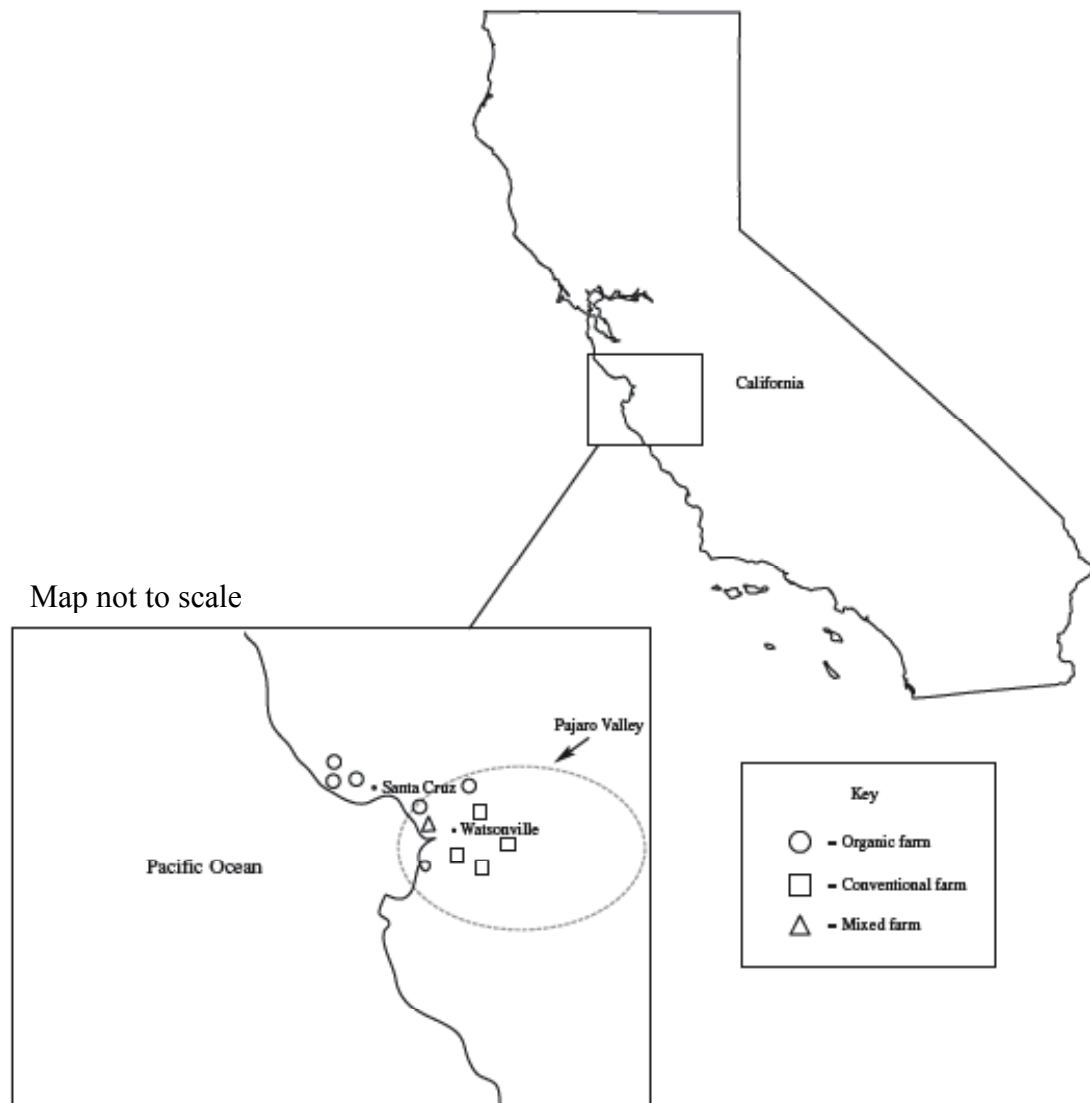 California
Map not to scale
Pajaro Valley
Santa Cruz
Watsonville
Pacific Ocean
Key
= Organic farm
= Conventional farm
= Mixed farm